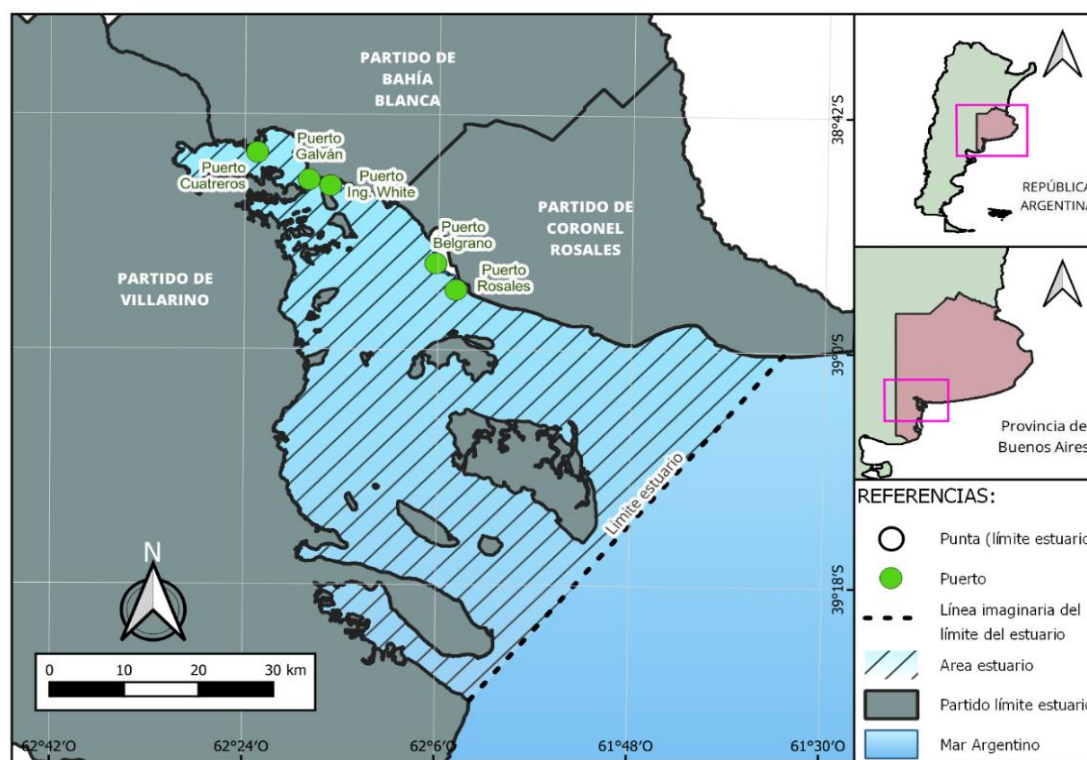 PARTIDO DE
BAHÍA
BLANCA
Puerto
Galván
Puerto
Cuatreros
Puerto
Ing. White
PARTIDO DE
CORONEL
ROSALES
Puerto
Belgrano
Puerto
Rosales
PARTIDO DE
VILLARINO
Límite estuario
N
0 10 20 30 km
62°42'O 62°24'O 62°6'O 61°48'O 61°30'O
38°42'S
39°0'S
39°18'S
REPÚBLICA
ARGENTINA
Provincia de
Buenos Aires
REFERENCIAS:
Punta (límite estuario
Puerto
Línea imaginaria del
límite del estuario
Area estuario
Partido límite estuario
Mar Argentino